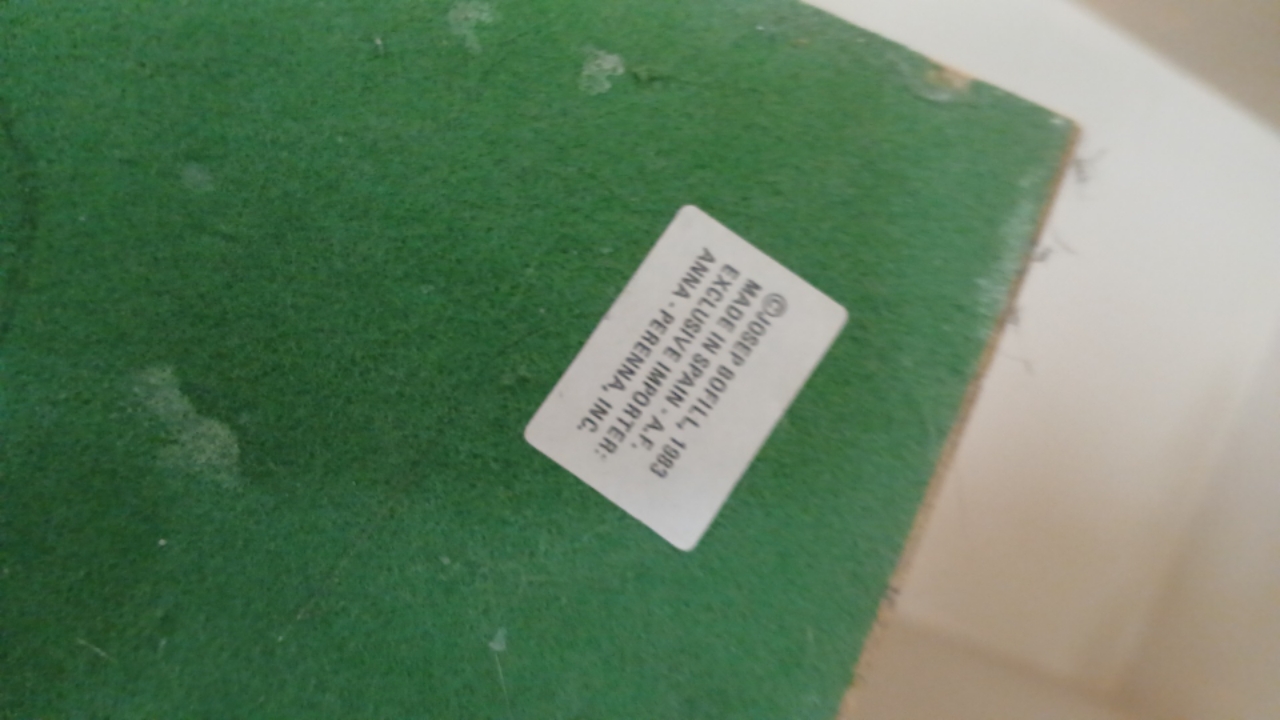 ©JOSEP BOFILL, 1983
MADE IN SPAIN - A.F.
EXCLUSIVE IMPORTER:
ANNA - PERENNA, INC.